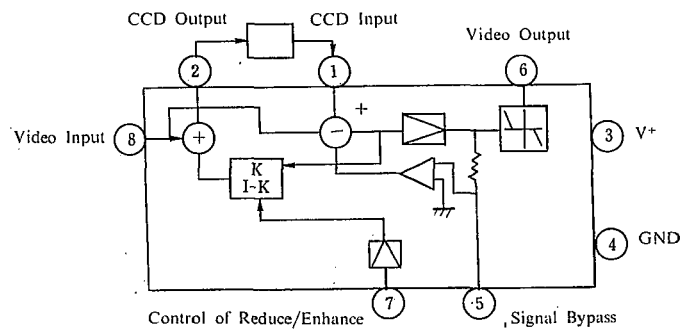 CCD Output
CCD Input
Video Output
2
1
6
+
Video Input
8
+
−
3
V+
K
I~K
4
GND
7
5
Control of Reduce/Enhance
Signal Bypass